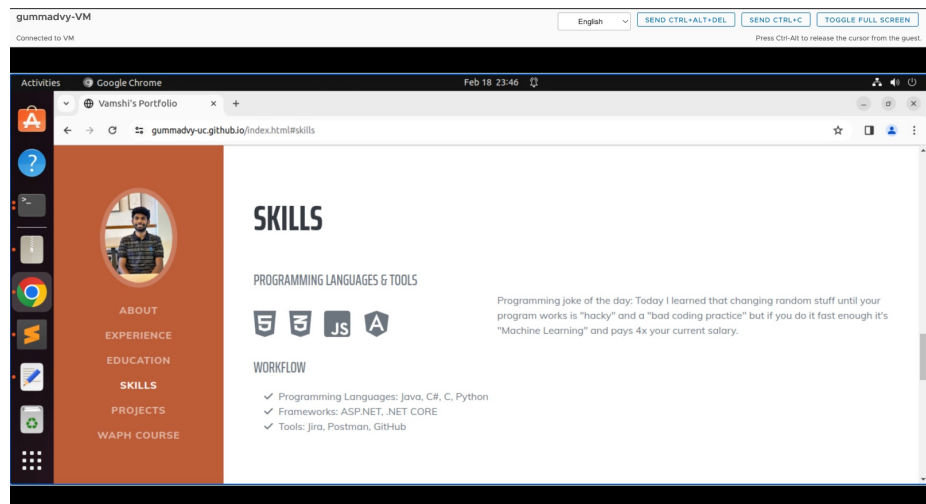 gummadvy-VM
English
SEND CTRL+ALT+DEL
SEND CTRL+C
TOGGLE FULL SCREEN
Connected to VM
Press Ctrl-Alt to release the cursor from the guest.
Activities
Google Chrome
Feb 18 23:46
Vamshi's Portfolio
gummadvy-uc.github.io/index.html#skills
ABOUT
EXPERIENCE
EDUCATION
SKILLS
PROJECTS
WAPH COURSE
SKILLS
PROGRAMMING LANGUAGES & TOOLS
5
3
JS
A
WORKFLOW
Programming Languages: Java, C#, C, Python
Frameworks: ASP.NET, .NET CORE
Tools: Jira, Postman, GitHub
Programming joke of the day: Today I learned that changing random stuff until your
program works is "hacky" and a "bad coding practice" but if you do it fast enough it's
"Machine Learning" and pays 4x your current salary.